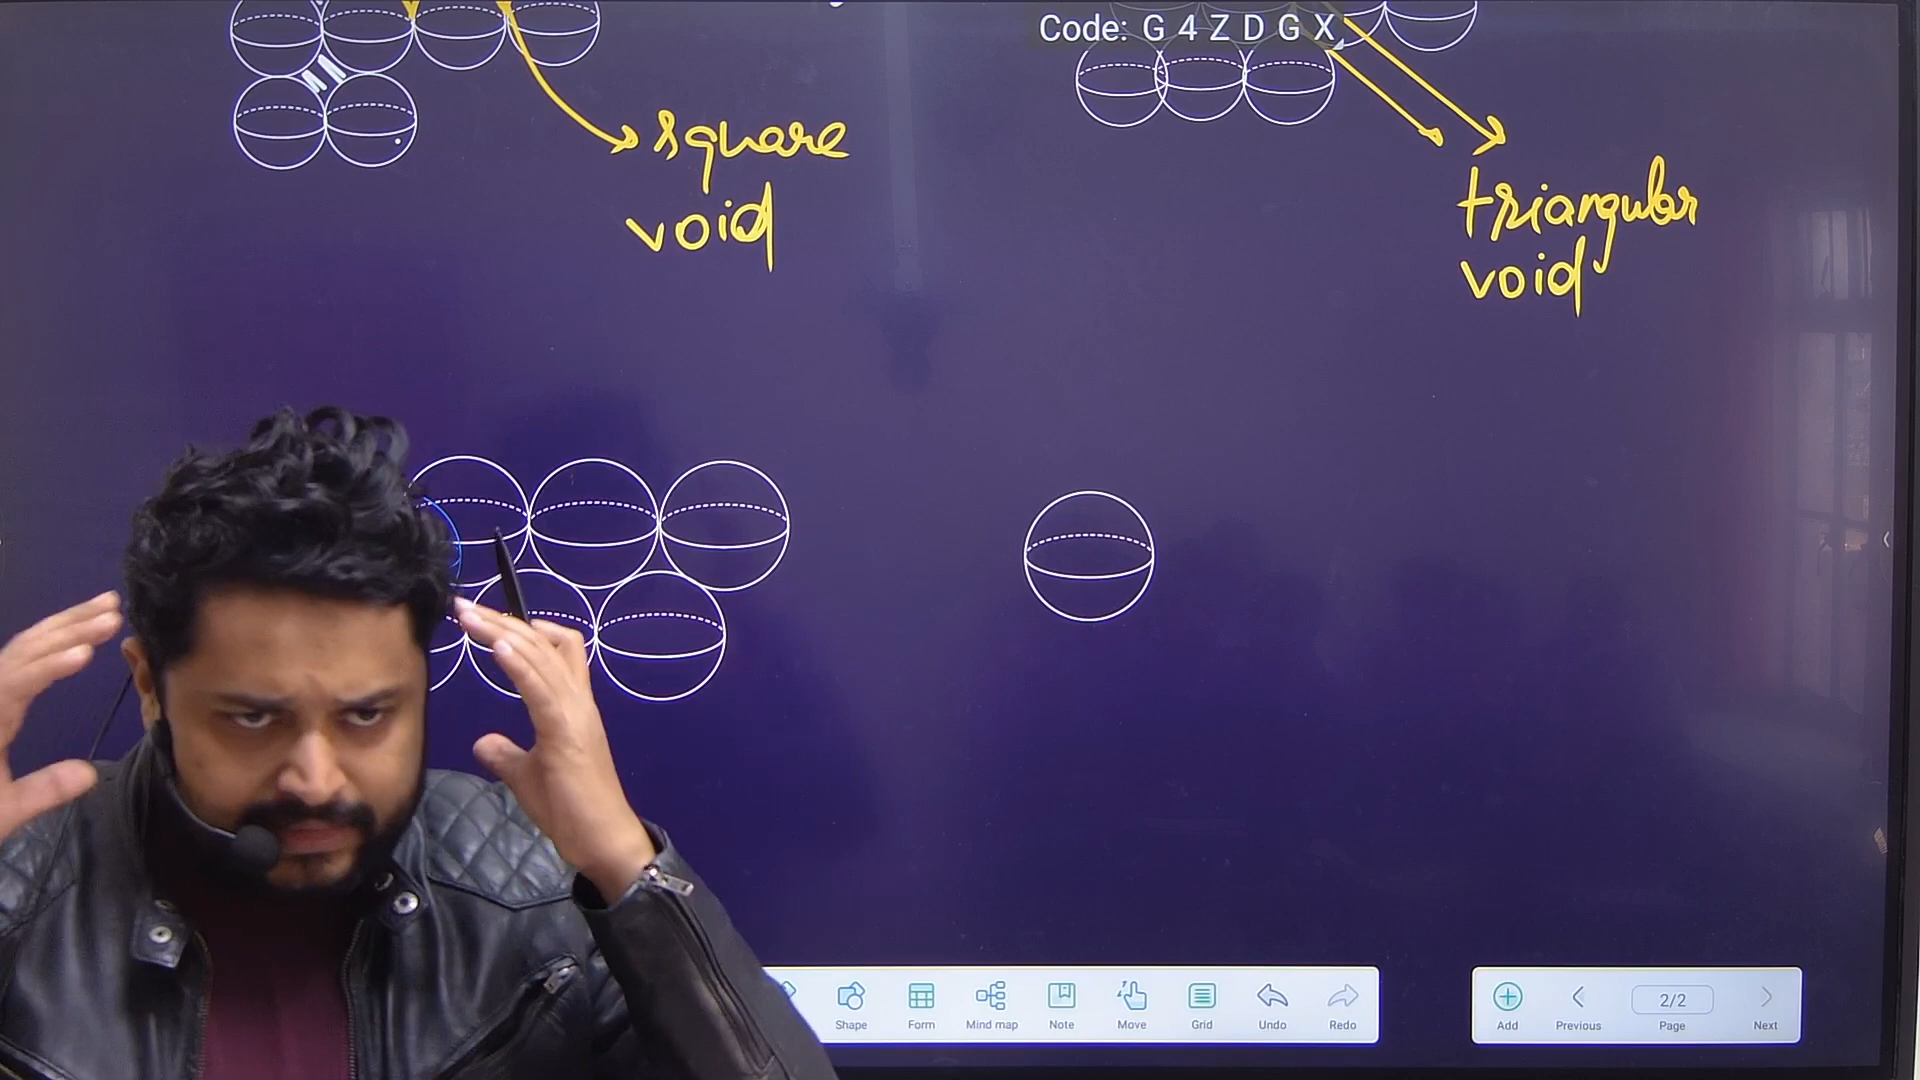 Code: G 4 Z D G X
square
void
triangular
void
Shape Form Mind map Note Move Grid Undo Redo
2/2
Add Previous Page Next